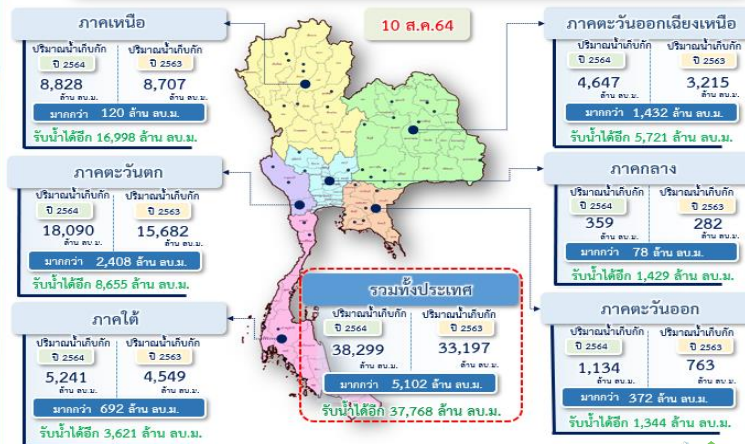 10 ส.ค.64
ภาคเหนือ
ปริมาณน้ำเก็บกัก ปริมาณน้ำเก็บกัก
ปี 2564 ปี 2563
8,828 8,707
ล้าน ลบ.ม. ล้าน ลบ.ม.
มากกว่า 120 ล้าน ลบ.ม.
รับน้ำได้อีก 16,998 ล้าน ลบ.ม.
ภาคตะวันตก
ปริมาณน้ำเก็บกัก ปริมาณน้ำเก็บกัก
ปี 2564 ปี 2563
18,090 15,682
ล้าน ลบ.ม. ล้าน ลบ.ม.
มากกว่า 2,408 ล้าน ลบ.ม.
รับน้ำได้อีก 8,655 ล้าน ลบ.ม.
ภาคใต้
ปริมาณน้ำเก็บกัก ปริมาณน้ำเก็บกัก
ปี 2564 ปี 2563
5,241 4,549
ล้าน ลบ.ม. ล้าน ลบ.ม.
มากกว่า 692 ล้าน ลบ.ม.
รับน้ำได้อีก 3,621 ล้าน ลบ.ม.
รวมทั้งประเทศ
ปริมาณน้ำเก็บกัก ปริมาณน้ำเก็บกัก
ปี 2564 ปี 2563
38,299 33,197
ล้าน ลบ.ม. ล้าน ลบ.ม.
มากกว่า 5,102 ล้าน ลบ.ม.
รับน้ำได้อีก 37,768 ล้าน ลบ.ม.
ภาคตะวันออกเฉียงเหนือ
ปริมาณน้ำเก็บกัก ปริมาณน้ำเก็บกัก
ปี 2564 ปี 2563
4,647 3,215
ล้าน ลบ.ม. ล้าน ลบ.ม.
มากกว่า 1,432 ล้าน ลบ.ม.
รับน้ำได้อีก 5,721 ล้าน ลบ.ม.
ภาคกลาง
ปริมาณน้ำเก็บกัก ปริมาณน้ำเก็บกัก
ปี 2564 ปี 2563
359 282
ล้าน ลบ.ม. ล้าน ลบ.ม.
มากกว่า 78 ล้าน ลบ.ม.
รับน้ำได้อีก 1,429 ล้าน ลบ.ม.
ภาคตะวันออก
ปริมาณน้ำเก็บกัก ปริมาณน้ำเก็บกัก
ปี 2564 ปี 2563
1,134 763
ล้าน ลบ.ม. ล้าน ลบ.ม.
มากกว่า 372 ล้าน ลบ.ม.
รับน้ำได้อีก 1,344 ล้าน ลบ.ม.